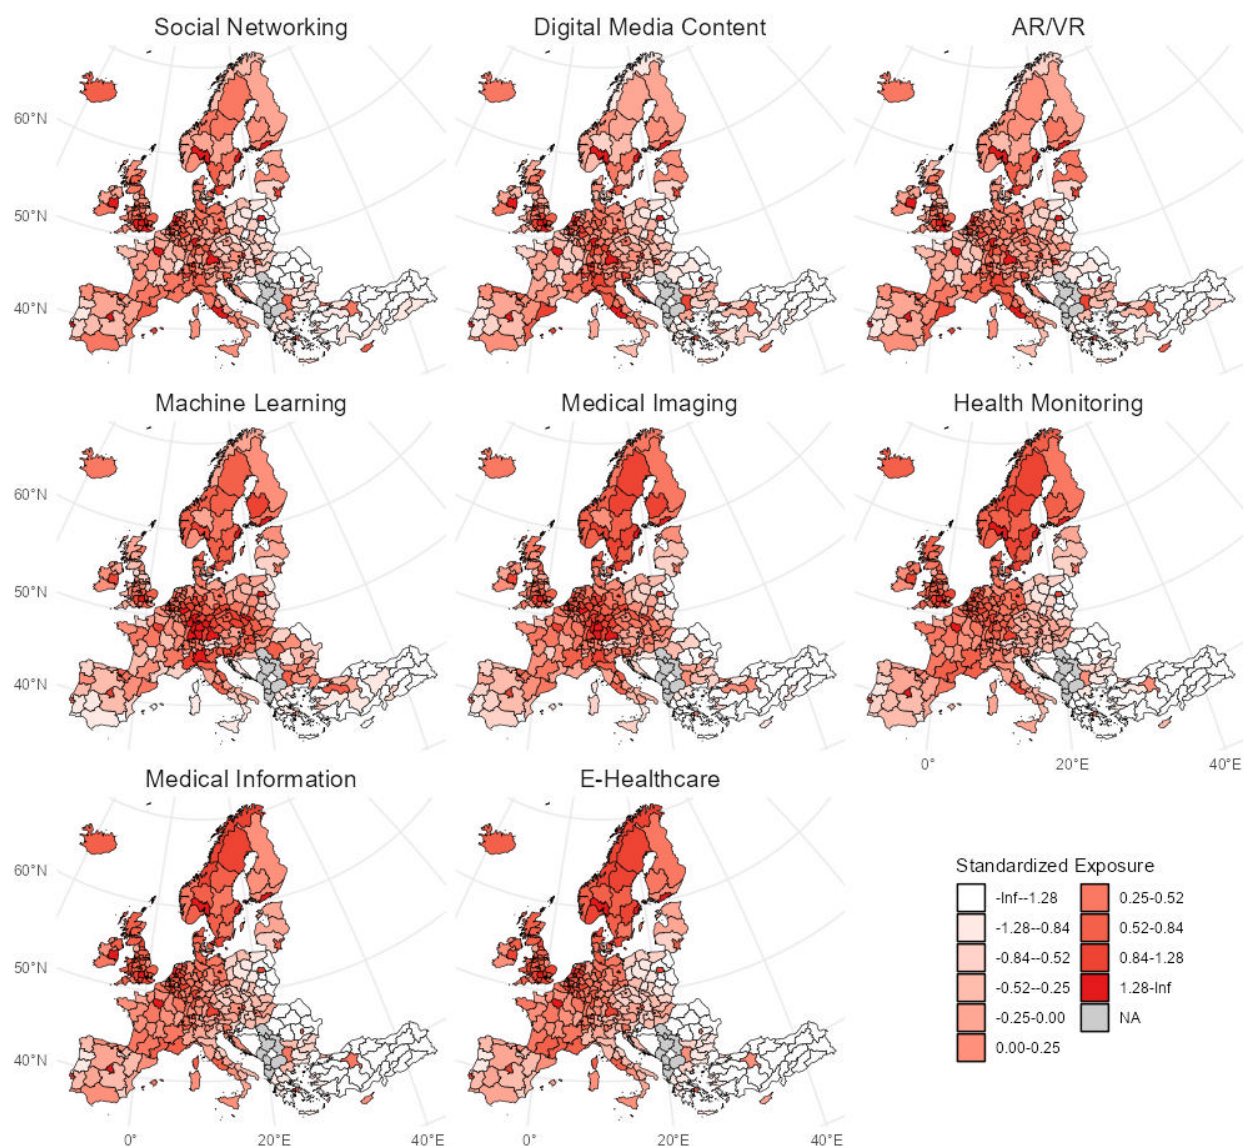 Social Networking
Digital Media Content
AR/VR
60°N
50°N
40°N
Machine Learning
Medical Imaging
Health Monitoring
60°N
50°N
40°N
0°
20°E
40°E
Medical Information
E-Healthcare
60°N
50°N
40°N
0°
20°E
40°E
0°
20°E
40°E
Standardized Exposure
-Inf--1.28
-1.28--0.84
-0.84--0.52
-0.52--0.25
-0.25-0.00
0.00-0.25
0.25-0.52
0.52-0.84
0.84-1.28
1.28-Inf
NA